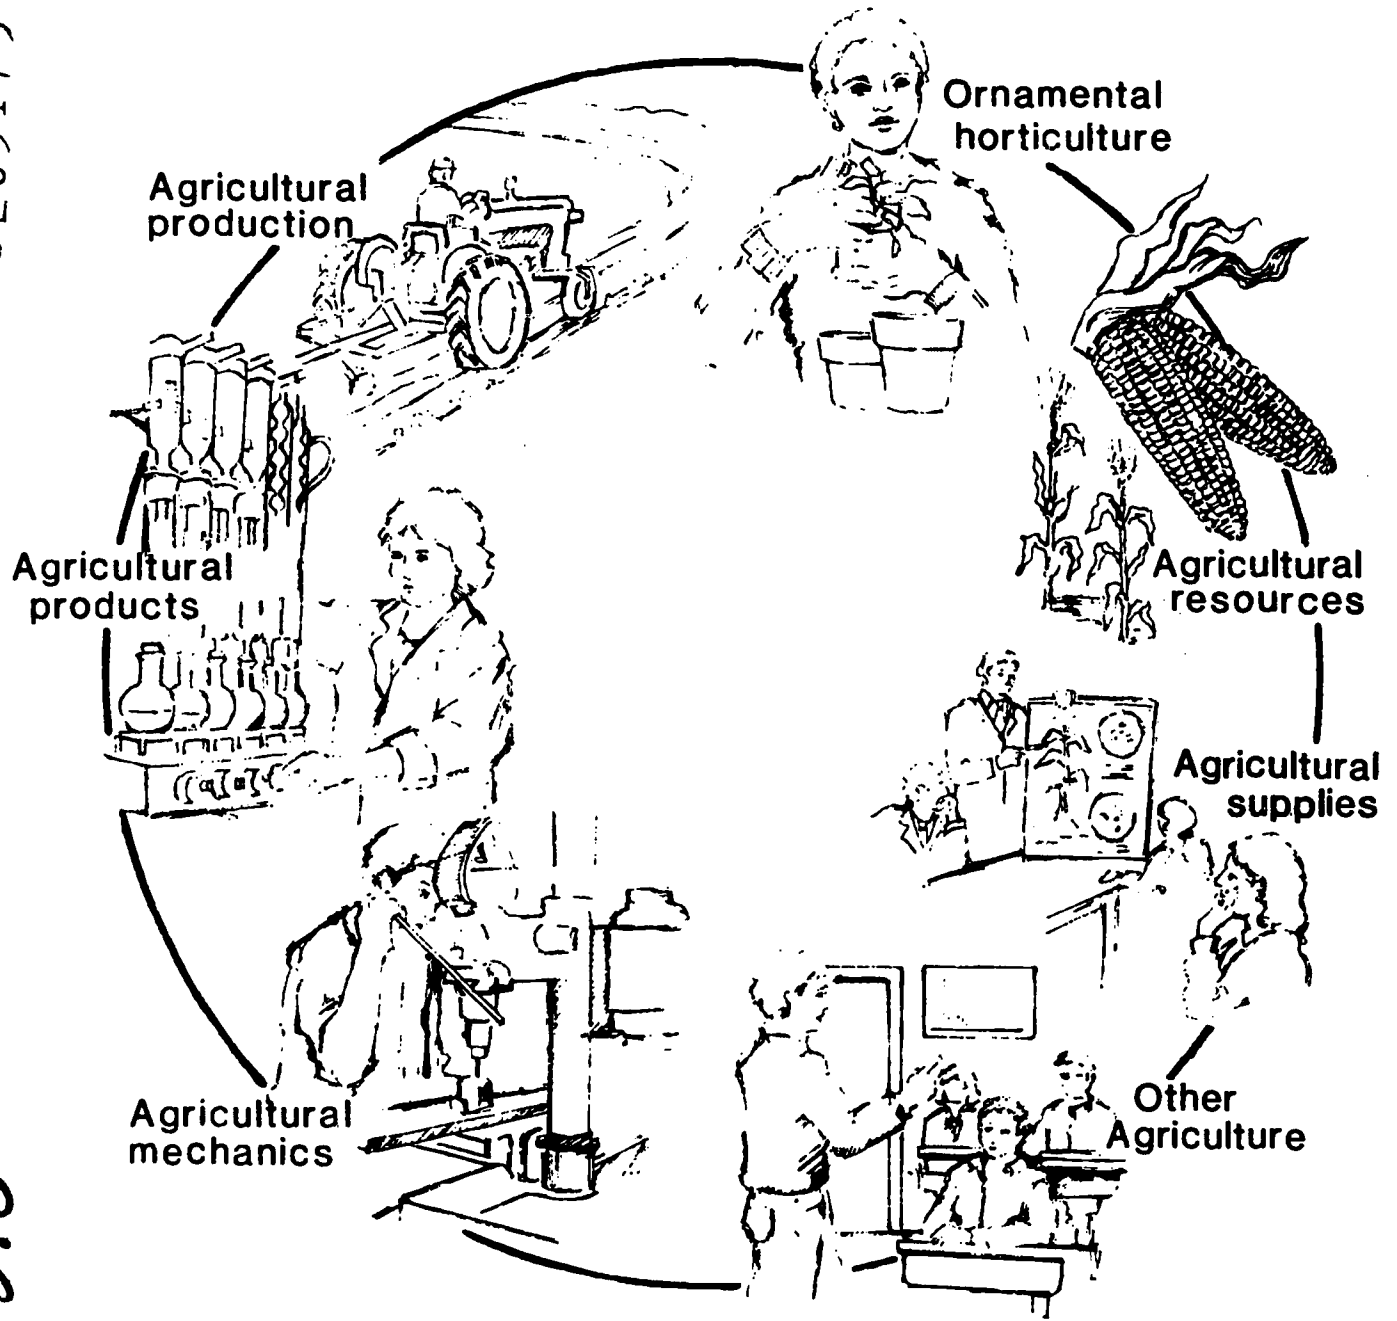 Ornamental
horticulture
Agricultural
production
Agricultural
products
Agricultural
resources
Agricultural
supplies
Other
Agriculture
Agricultural
mechanics